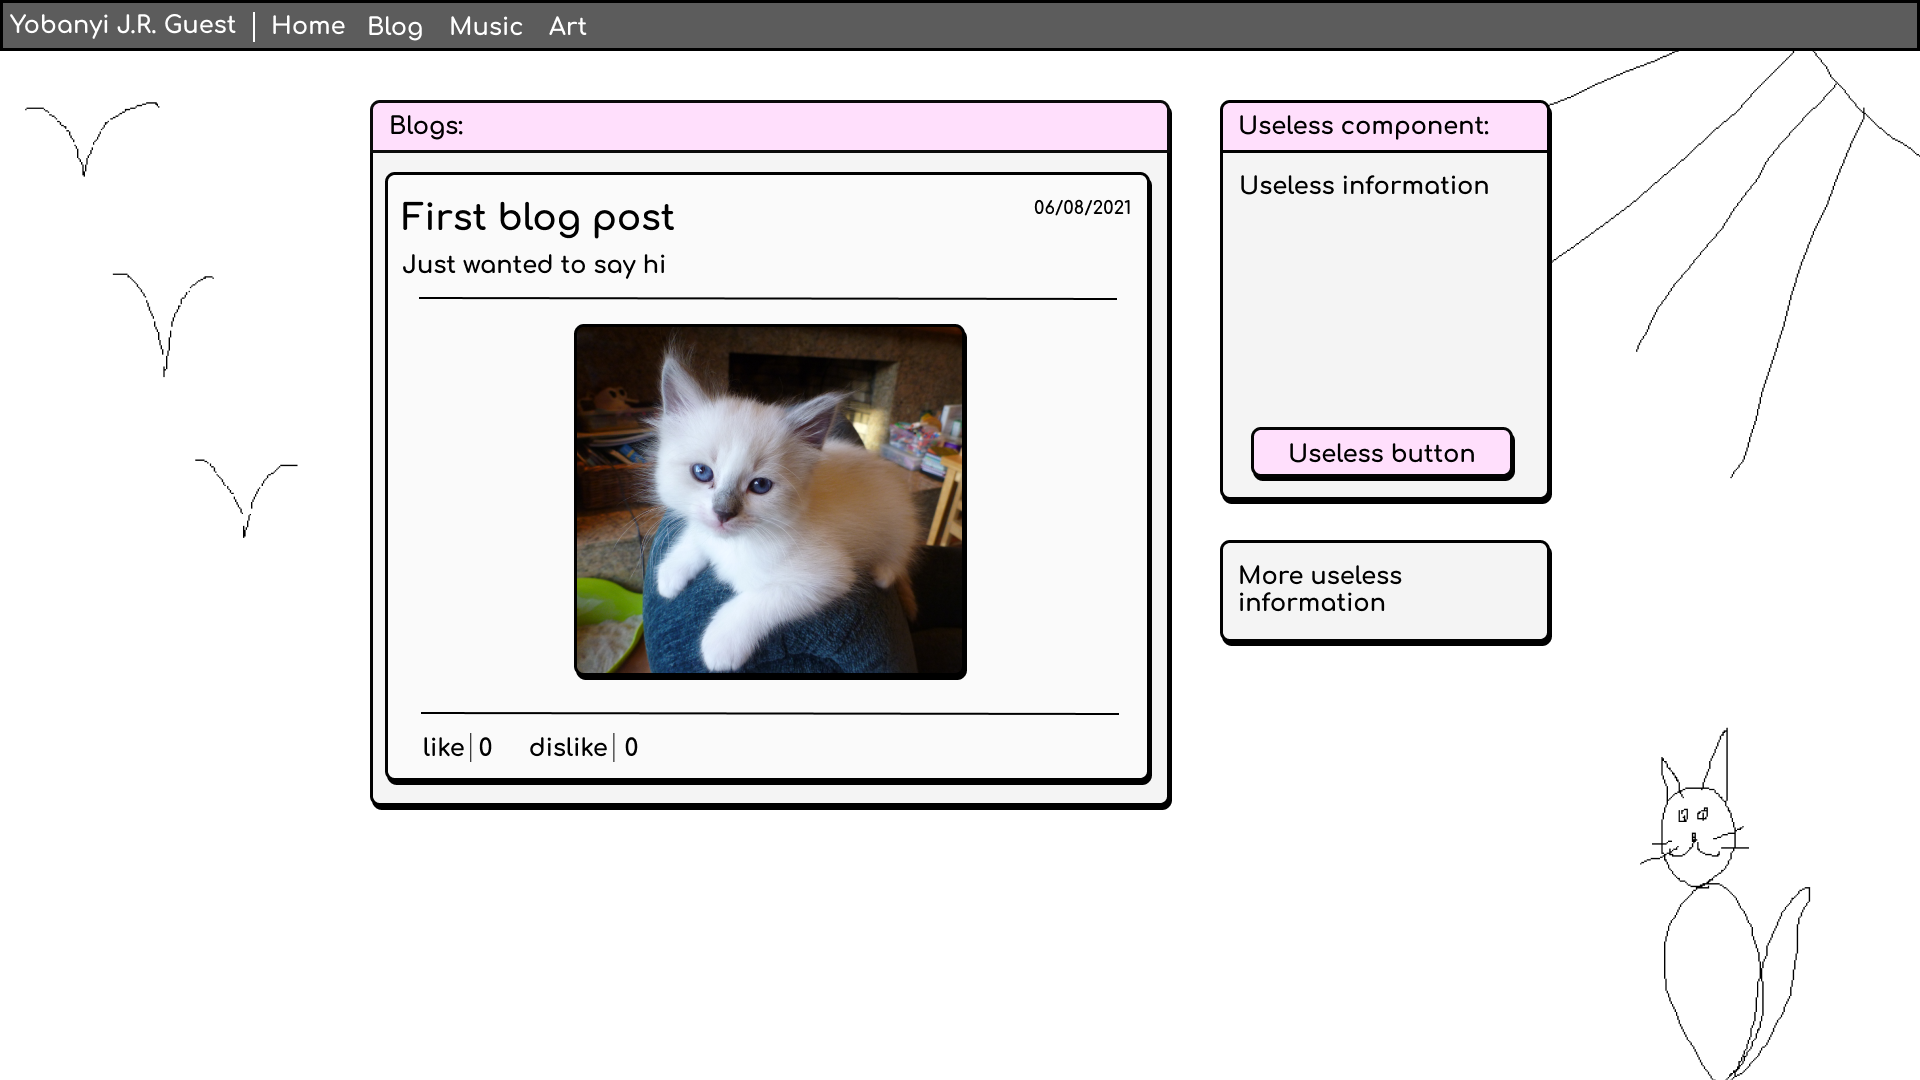 Yobanyi J.R. Guest | Home Blog Music Art
Blogs:
First blog post
06/08/2021
Just wanted to say hi
like 0 dislike 0
Useless component:
Useless information
Useless button
More useless
information